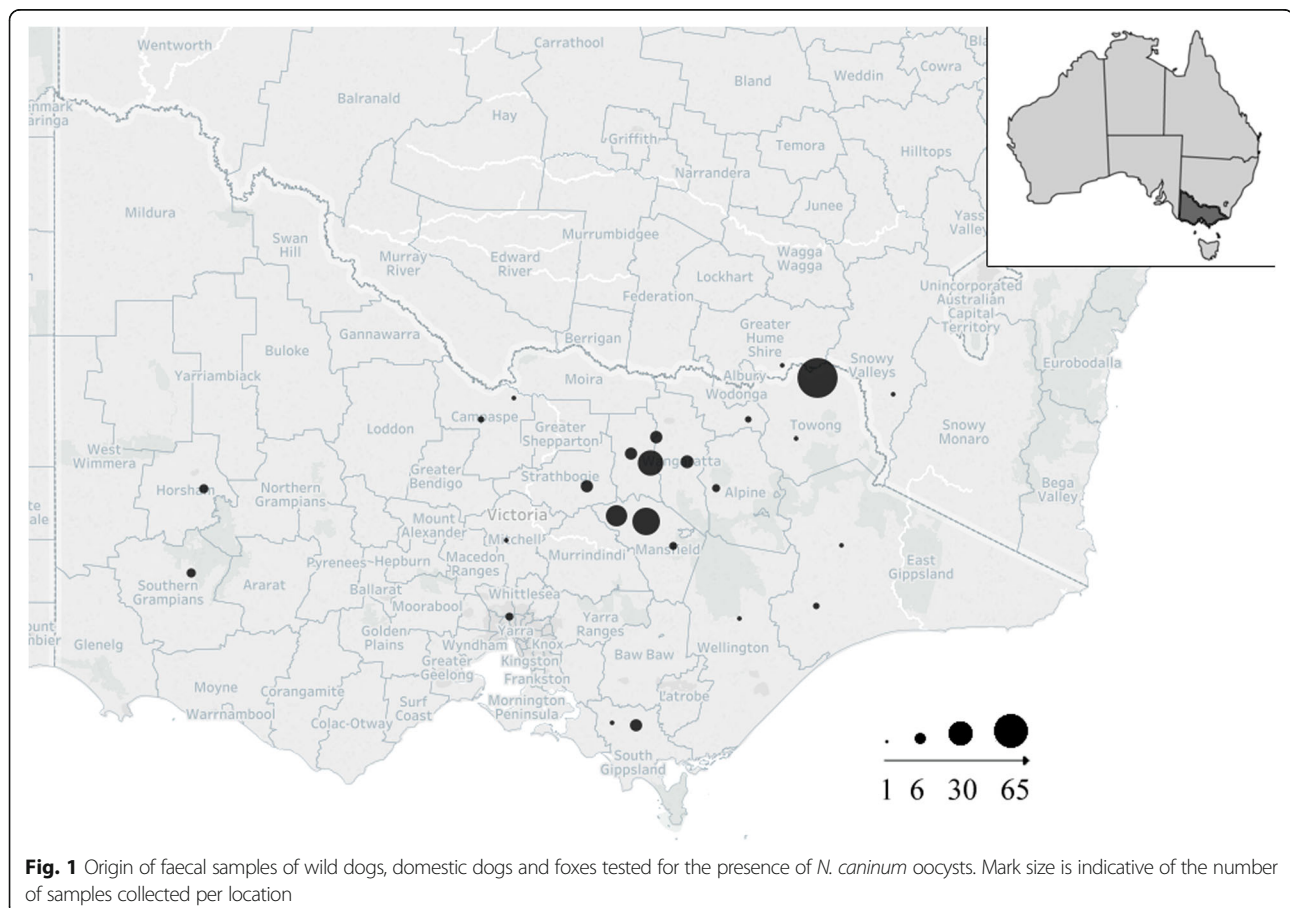 Wentworth
Carrathool
Bland
Weddin
Cowra
Balranald
Hay
Griffith
Temora
Hilltops
Narrandera
Junee
Mildura
Swan
Hill
Murray
River
Edward
River
Murrumbidgee
Wagga
Wagga
Yass
Valley
Lockhart
Federation
Unincorporated
Australian
Capital
Territory
Gannawarra
Berrigan
Greater
Hume
Shire
Snowy
Valleys
Eurobodalla
Buloke
Yarriambiack
Moira
Albury
Wodonga
Towong
Snowy
Monaro
Campaspe
Greater
Shepparton
Loddon
West
Wimmera
Greater
Bendigo
Strathbogie
Alpine
Bega
Valley
Horsham
Northern
Grampians
Mount
Alexander
Victoria
Mitchell
Mansfield
Murrindindi
East
Gippsland
Southern
Grampians
Ararat
Pyrenees
Hepburn
Macedon
Ranges
Ballarat
Moorabool
Whittlesea
Golden
Plains
Yarra
Yarra
Ranges
Wyndham
Knox
Glenelg
Greater
Geelong
Kingston
Frankston
Baw Baw
Wellington
Moyne
Corangamite
Warrnambool
Colac-Otway
Surf
Coast
Mornington
Peninsula
Latrobe
South
Gippsland
1 6 30 65
Fig. 1 Origin of faecal samples of wild dogs, domestic dogs and foxes tested for the presence of N. caninum oocysts. Mark size is indicative of the number
of samples collected per location